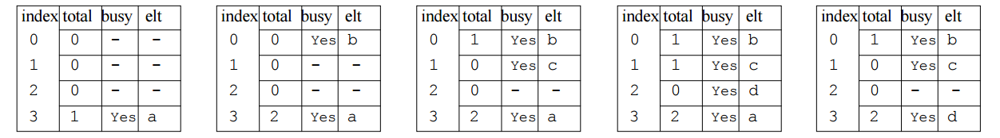 index total busy elt index total busy elt index total busy elt index total busy elt index total busy elt
0 0 - - 0 0 Yes b 0 1 Yes b 0 1 Yes b 0 1 Yes b
1 0 - - 1 0 - - 1 0 Yes c 1 1 Yes c 1 0 Yes c
2 0 - - 2 0 - - 2 0 - - 2 0 Yes d 2 0 - -
3 1 Yes a 3 2 Yes a 3 2 Yes a 3 2 Yes a 3 2 Yes d